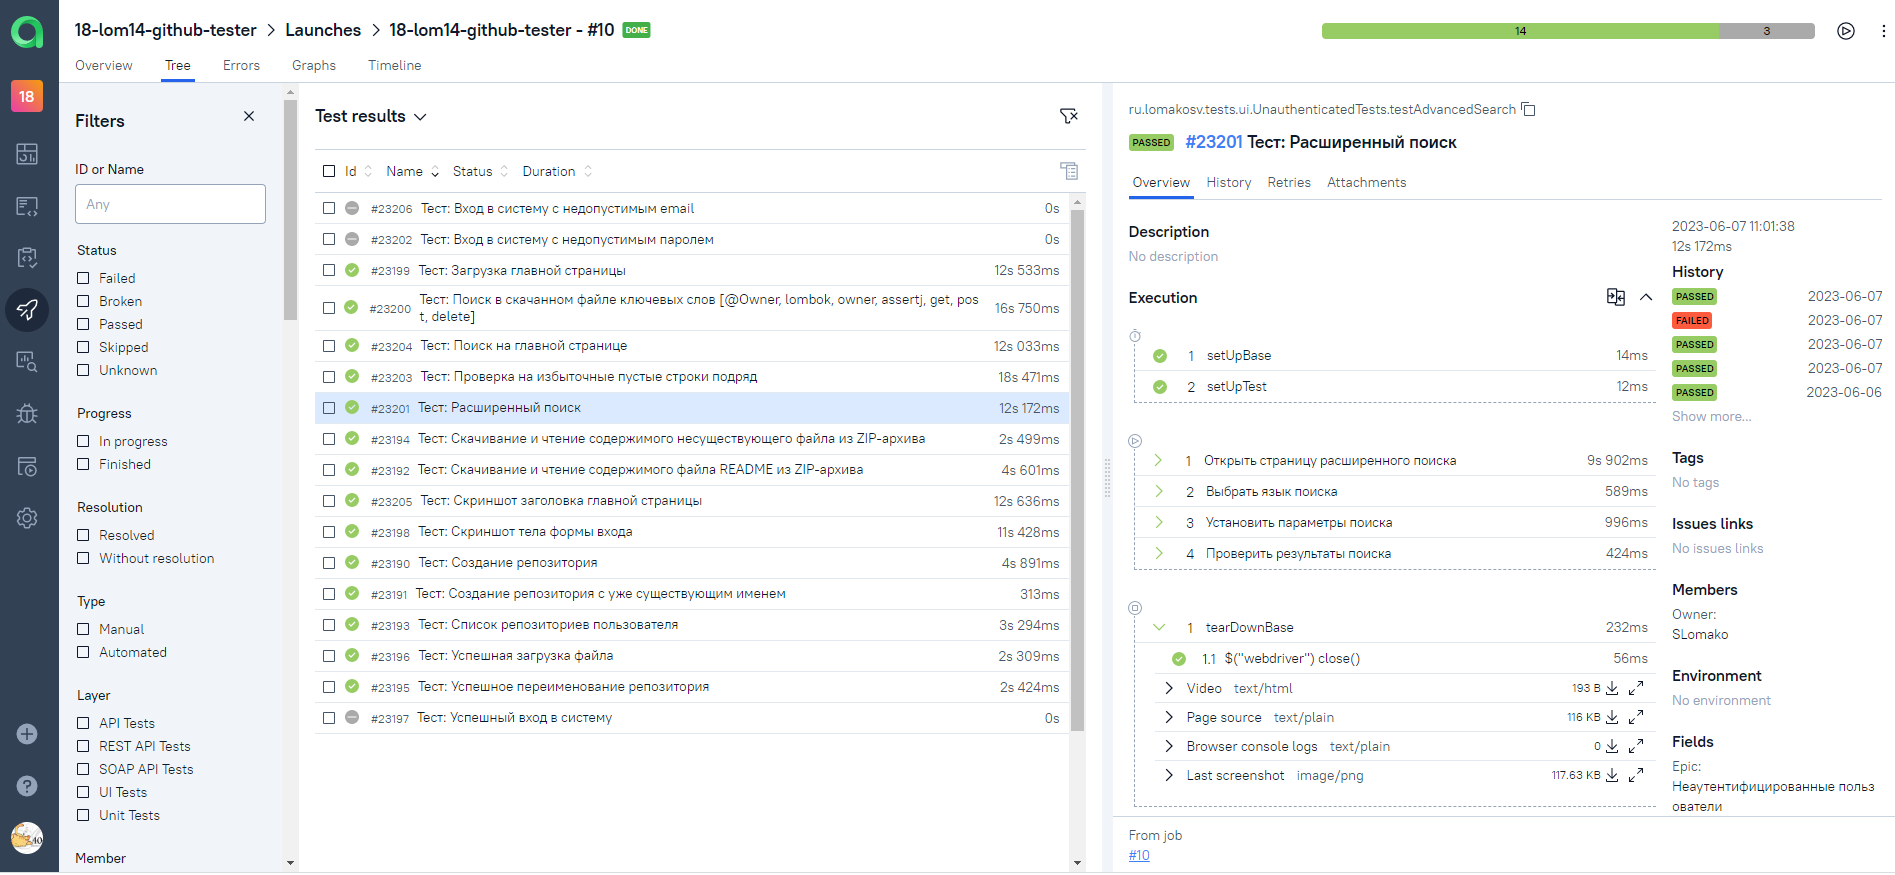 18-lom14-github-tester > Launches > 18-lom14-github-tester - #10 DONE
14 3
Overview Tree Errors Graphs Timeline
18
Filters
ID or Name
Any
Status
Failed
Broken
Passed
Skipped
Unknown
Progress
In progress
Finished
Resolution
Resolved
Without resolution
Type
Manual
Automated
Layer
API Tests
REST API Tests
SOAP API Tests
UI Tests
Unit Tests
Member
Test results
Id Name Status Duration
#23206 Тест: Вход в систему с недопустимым email 0s
#23202 Тест: Вход в систему с недопустимым паролем 0s
#23199 Тест: Загрузка главной страницы 12s 533ms
#23200 Тест: Поиск в скачанном файле ключевых слов [@Owner, lombok, owner, assertj, get, pos
t, delete] 16s 750ms
#23204 Тест: Поиск на главной странице 12s 033ms
#23203 Тест: Проверка на избыточные пустые строки подряд 18s 471ms
#23201 Тест: Расширенный поиск 12s 172ms
#23194 Тест: Скачивание и чтение содержимого несуществующего файла из ZIP-архива 2s 499ms
#23192 Тест: Скачивание и чтение содержимого файла README из ZIP-архива 4s 601ms
#23205 Тест: Скриншот заголовка главной страницы 12s 636ms
#23198 Тест: Скриншот тела формы входа 11s 428ms
#23190 Тест: Создание репозитория 4s 891ms
#23191 Тест: Создание репозитория с уже существующим именем 313ms
#23193 Тест: Список репозиториев пользователя 3s 294ms
#23196 Тест: Успешная загрузка файла 2s 309ms
#23195 Тест: Успешное переименование репозитория 2s 424ms
#23197 Тест: Успешный вход в систему 0s
ru.lomakosv.tests.ui.UnauthenticatedTests.testAdvancedSearch
PASSED #23201 Тест: Расширенный поиск
Overview History Retries Attachments
Description
No description
Execution
1 setUpBase 14ms
2 setUpTest 12ms
1 Открыть страницу расширенного поиска 9s 902ms
2 Выбрать язык поиска 589ms
3 Установить параметры поиска 996ms
4 Проверить результаты поиска 424ms
1 tearDownBase 232ms
1.1 $("webdriver") close() 56ms
Video text/html 193 B
Page source text/plain 116 KB
Browser console logs text/plain 0
Last screenshot image/png 117.63 KB
2023-06-07 11:01:38
12s 172ms
History
PASSED 2023-06-07
FAILED 2023-06-07
PASSED 2023-06-07
PASSED 2023-06-07
PASSED 2023-06-06
Show more...
Tags
No tags
Issues links
No issues links
Members
Owner:
SLomako
Environment
No environment
Fields
Epic:
Неаутентифицированные польз
ователи
From job
#10